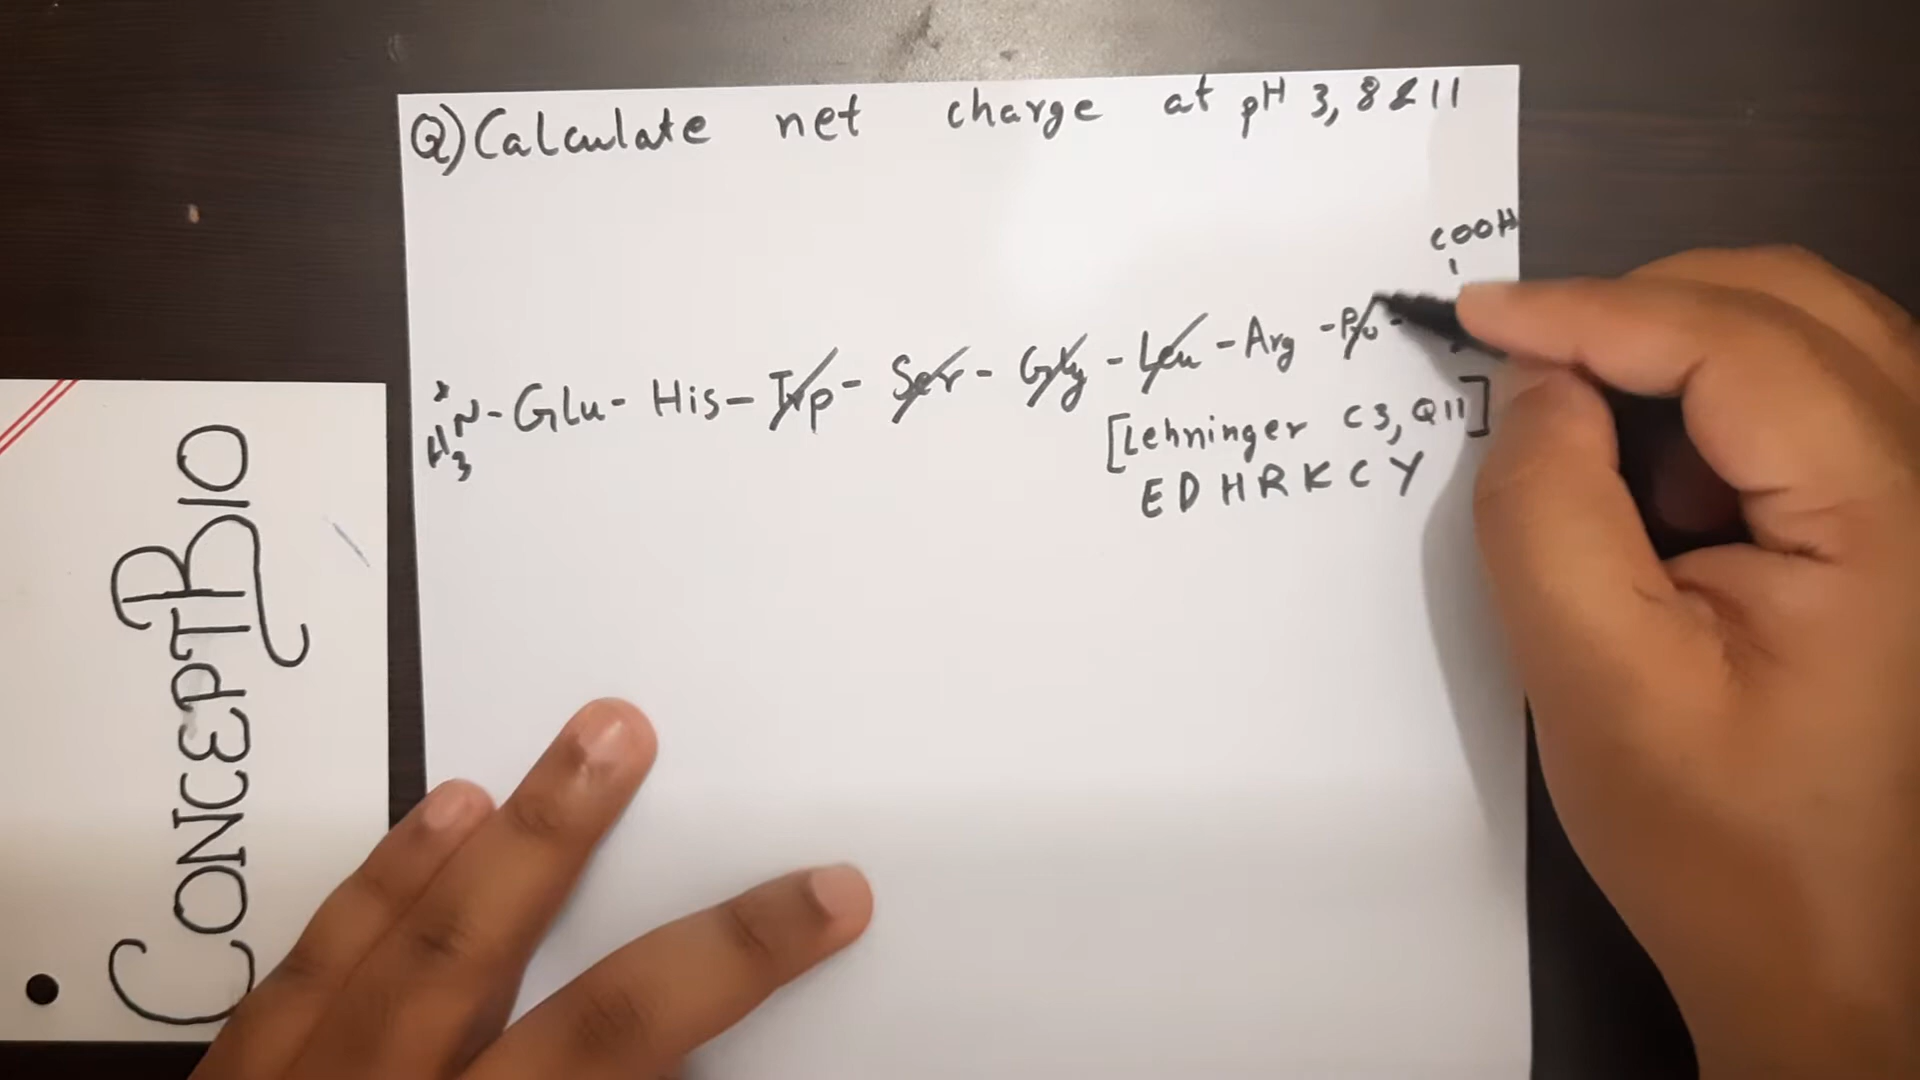 Q) Calculate net charge at pH 3, 8 & 11
COOH
H3N - Glu - His - Trp - Ser - Gly - Leu - Arg - Pro -
[Lehninger C3, Q11]
E D H R K C Y
CONCEPTBIO